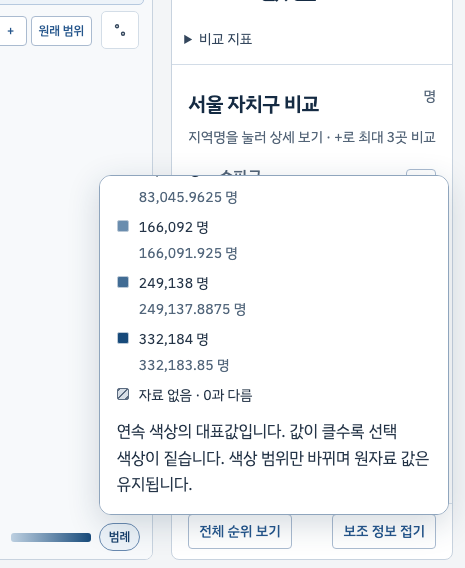 +
원래 범위
▶ 비교 지표
서울 자치구 비교
명
지역명을 눌러 상세 보기 · +로 최대 3곳 비교
83,045.9625 명
166,092 명
166,091.925 명
249,138 명
249,137.8875 명
332,184 명
332,183.85 명
자료 없음 · 0과 다름
연속 색상의 대표값입니다. 값이 클수록 선택
색상이 짙습니다. 색상 범위만 바뀌며 원자료 값은
유지됩니다.
범례
전체 순위 보기
보조 정보 접기